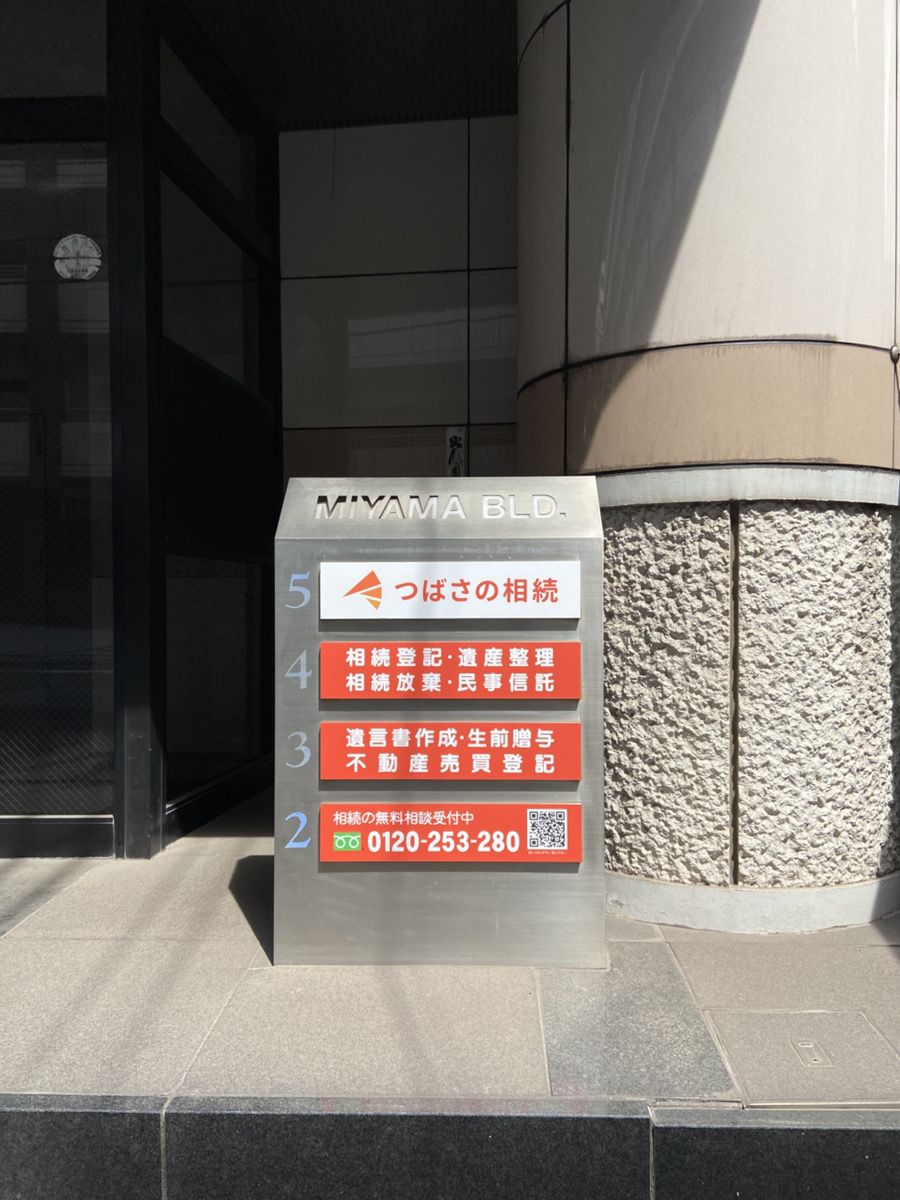 MIYAMA BLD.
5
つばさの相続
4
相続登記・遺産整理
相続放棄・民事信託
3
遺言書作成・生前贈与
不動産売買登記
2
相続の無料相談受付中
0120-253-280